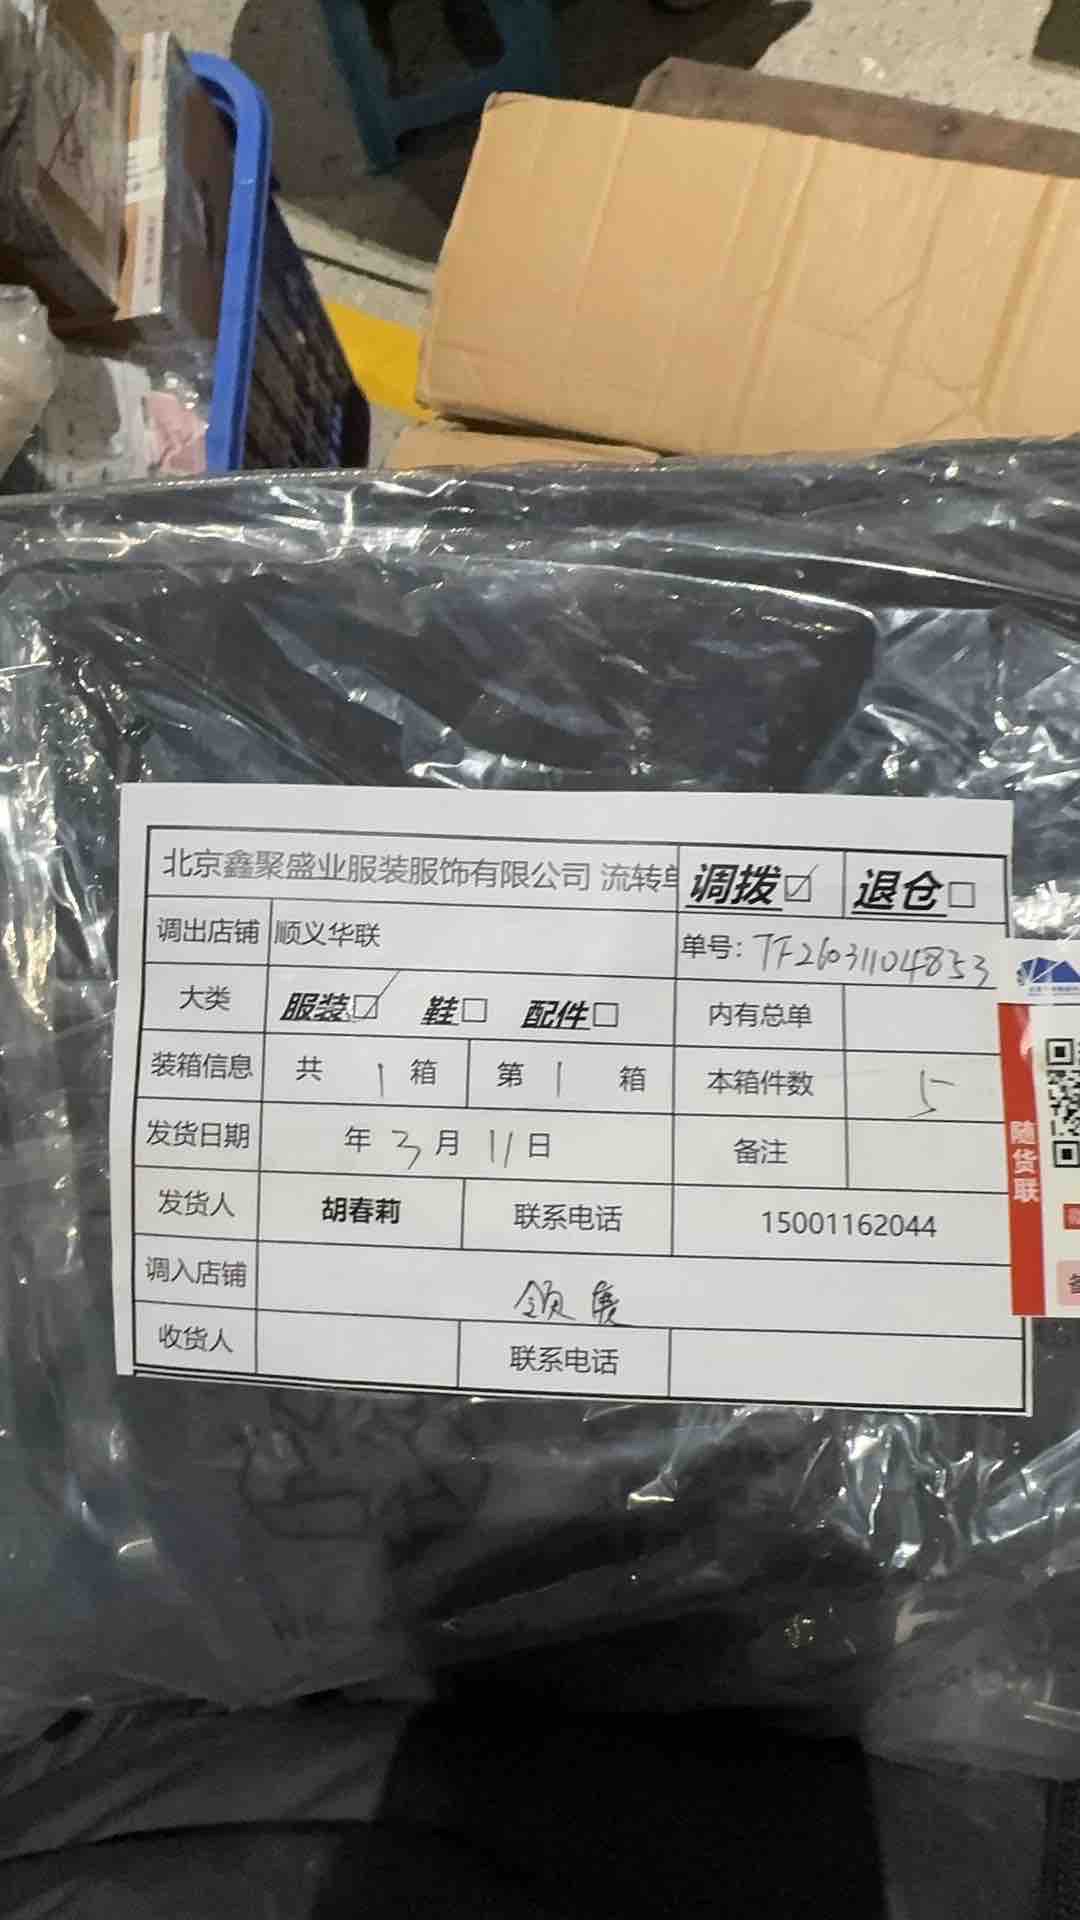 北京鑫聚盛业服装服饰有限公司 流转单 调拨☑ 退仓□
调出店铺 顺义华联 单号: TF26031104853
大类 服装☑ 鞋□ 配件□ 内有总单
装箱信息 共 1 箱 第 1 箱 本箱件数 5
发货日期 年 3 月 11 日 备注
发货人 胡春莉 联系电话 15001162044
调入店铺 领展
收货人 联系电话
随货联